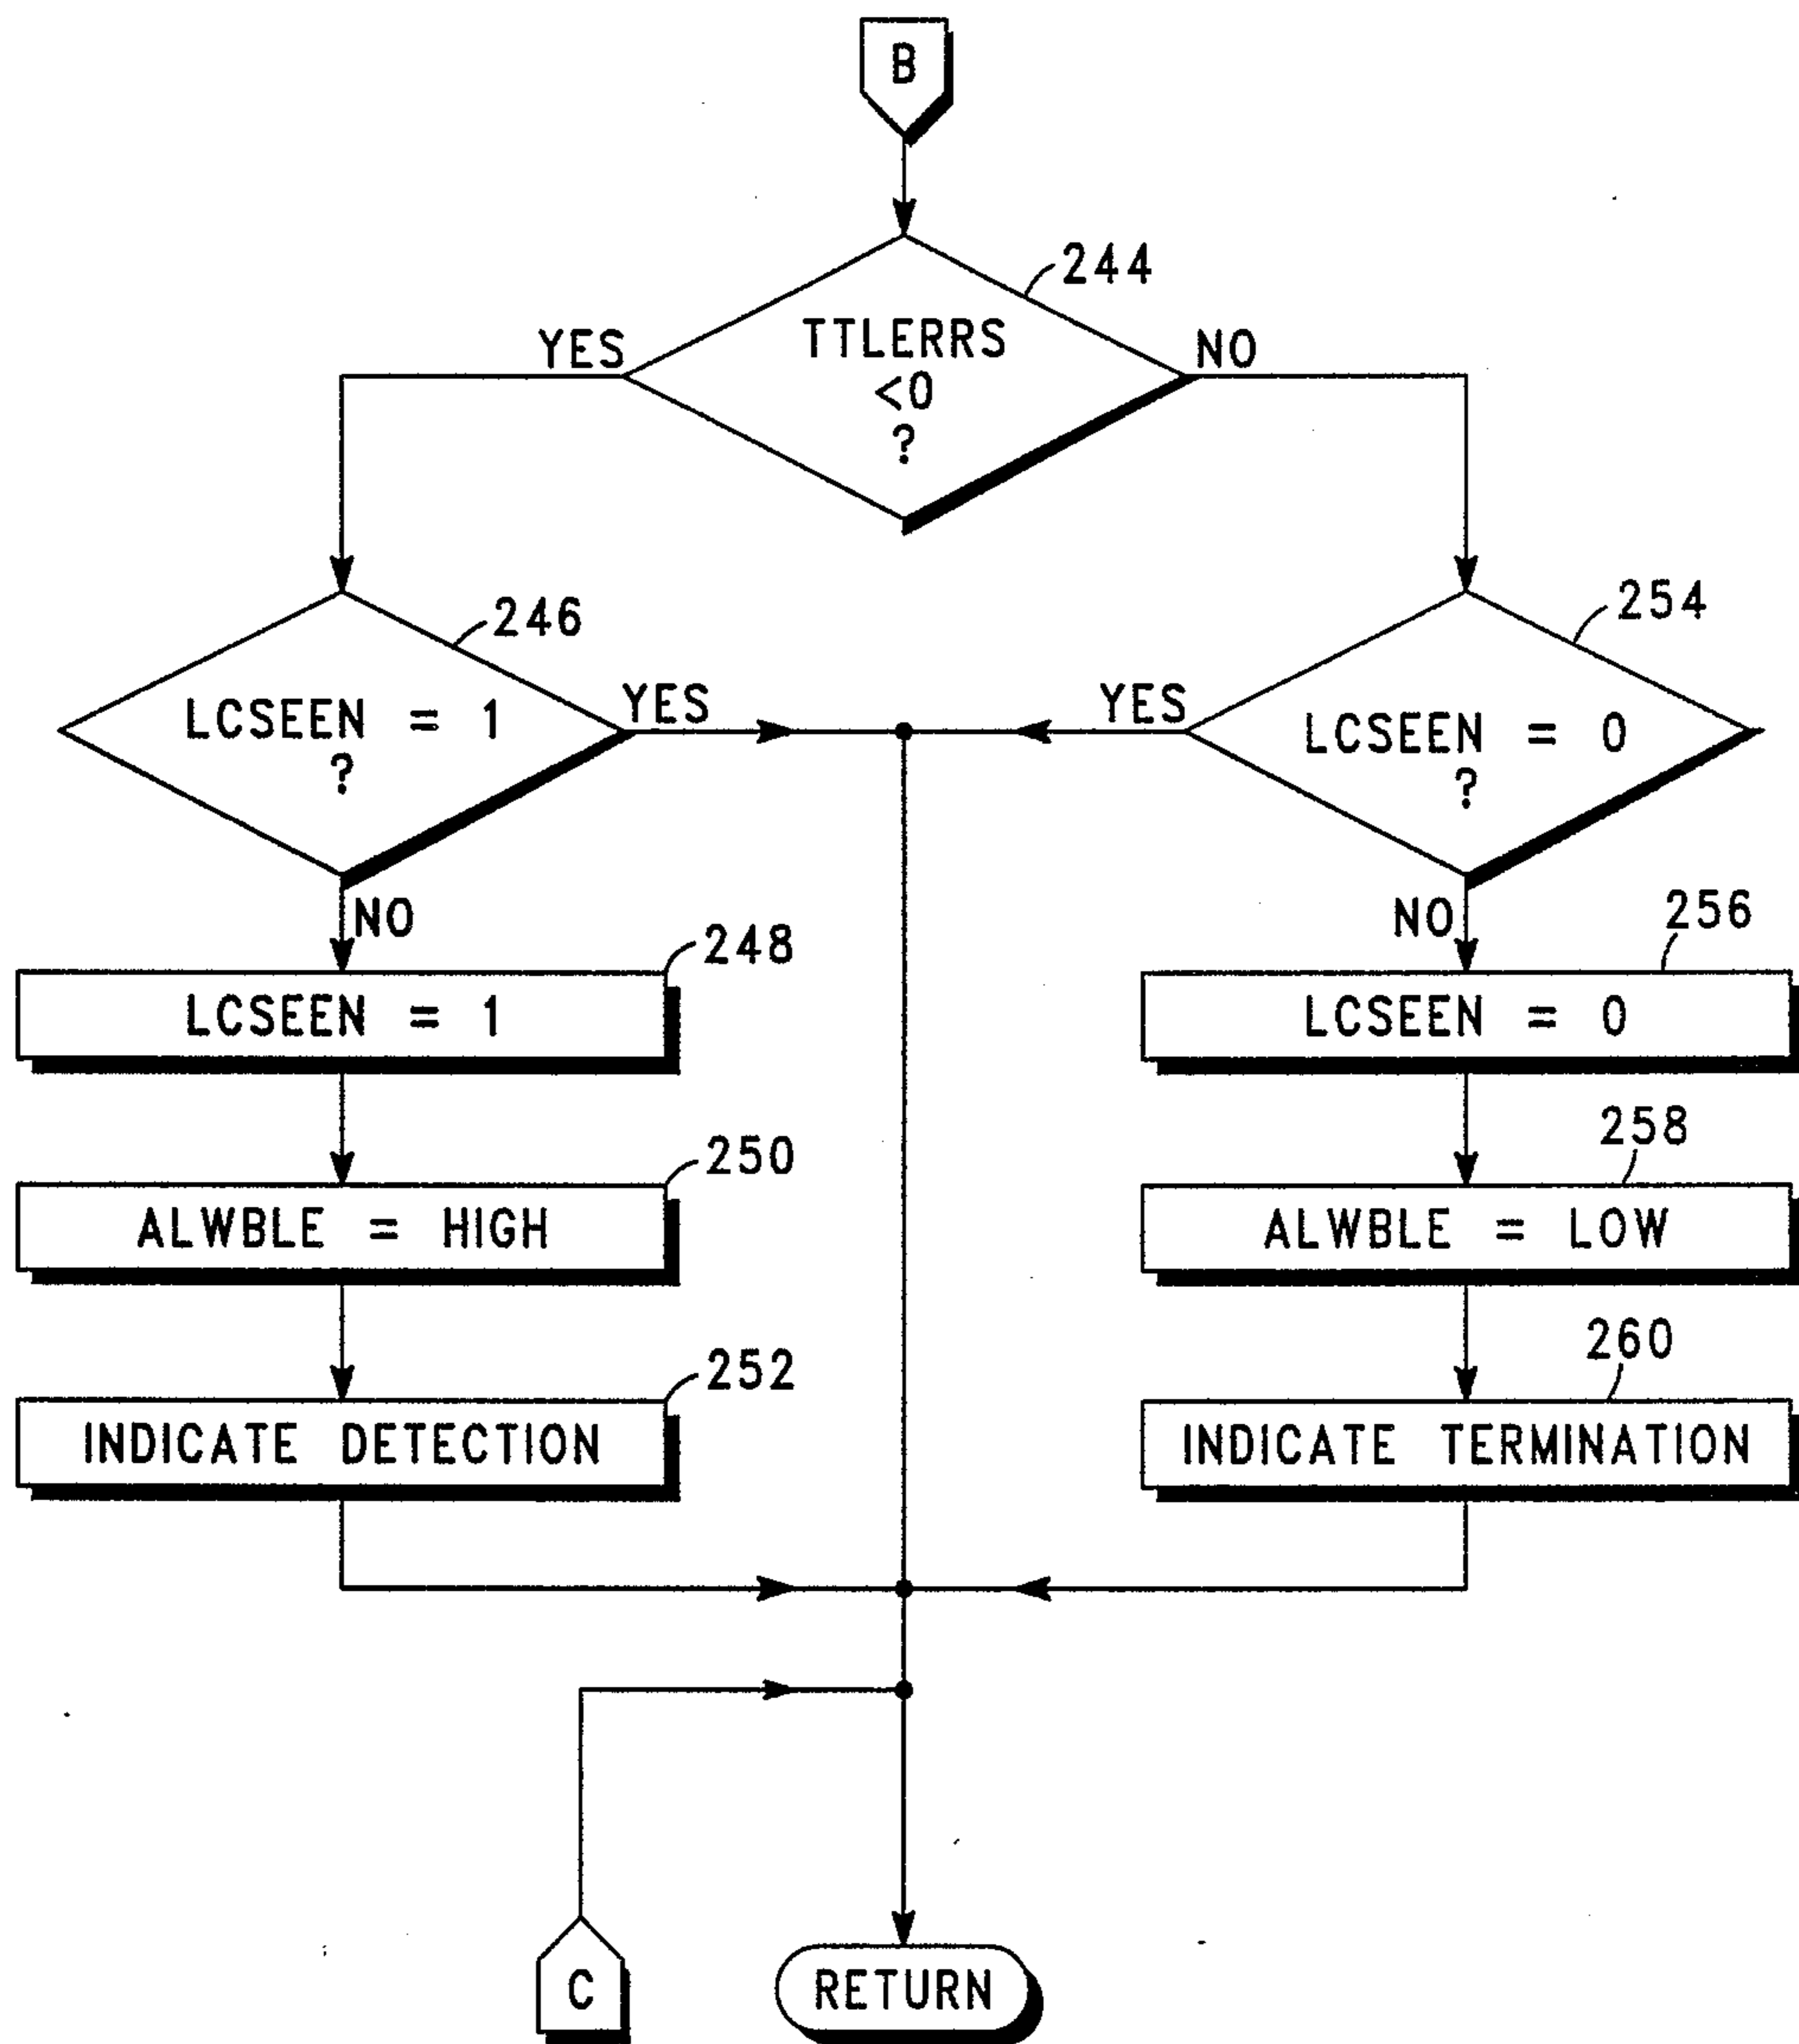 B
244
TTLERRS
<0
?
YES
NO
246
LCSEEN = 1
?
YES
NO
254
LCSEEN = 0
?
YES
NO
248
LCSEEN = 1
256
LCSEEN = 0
250
ALWBLE = HIGH
258
ALWBLE = LOW
252
INDICATE DETECTION
260
INDICATE TERMINATION
C
RETURN